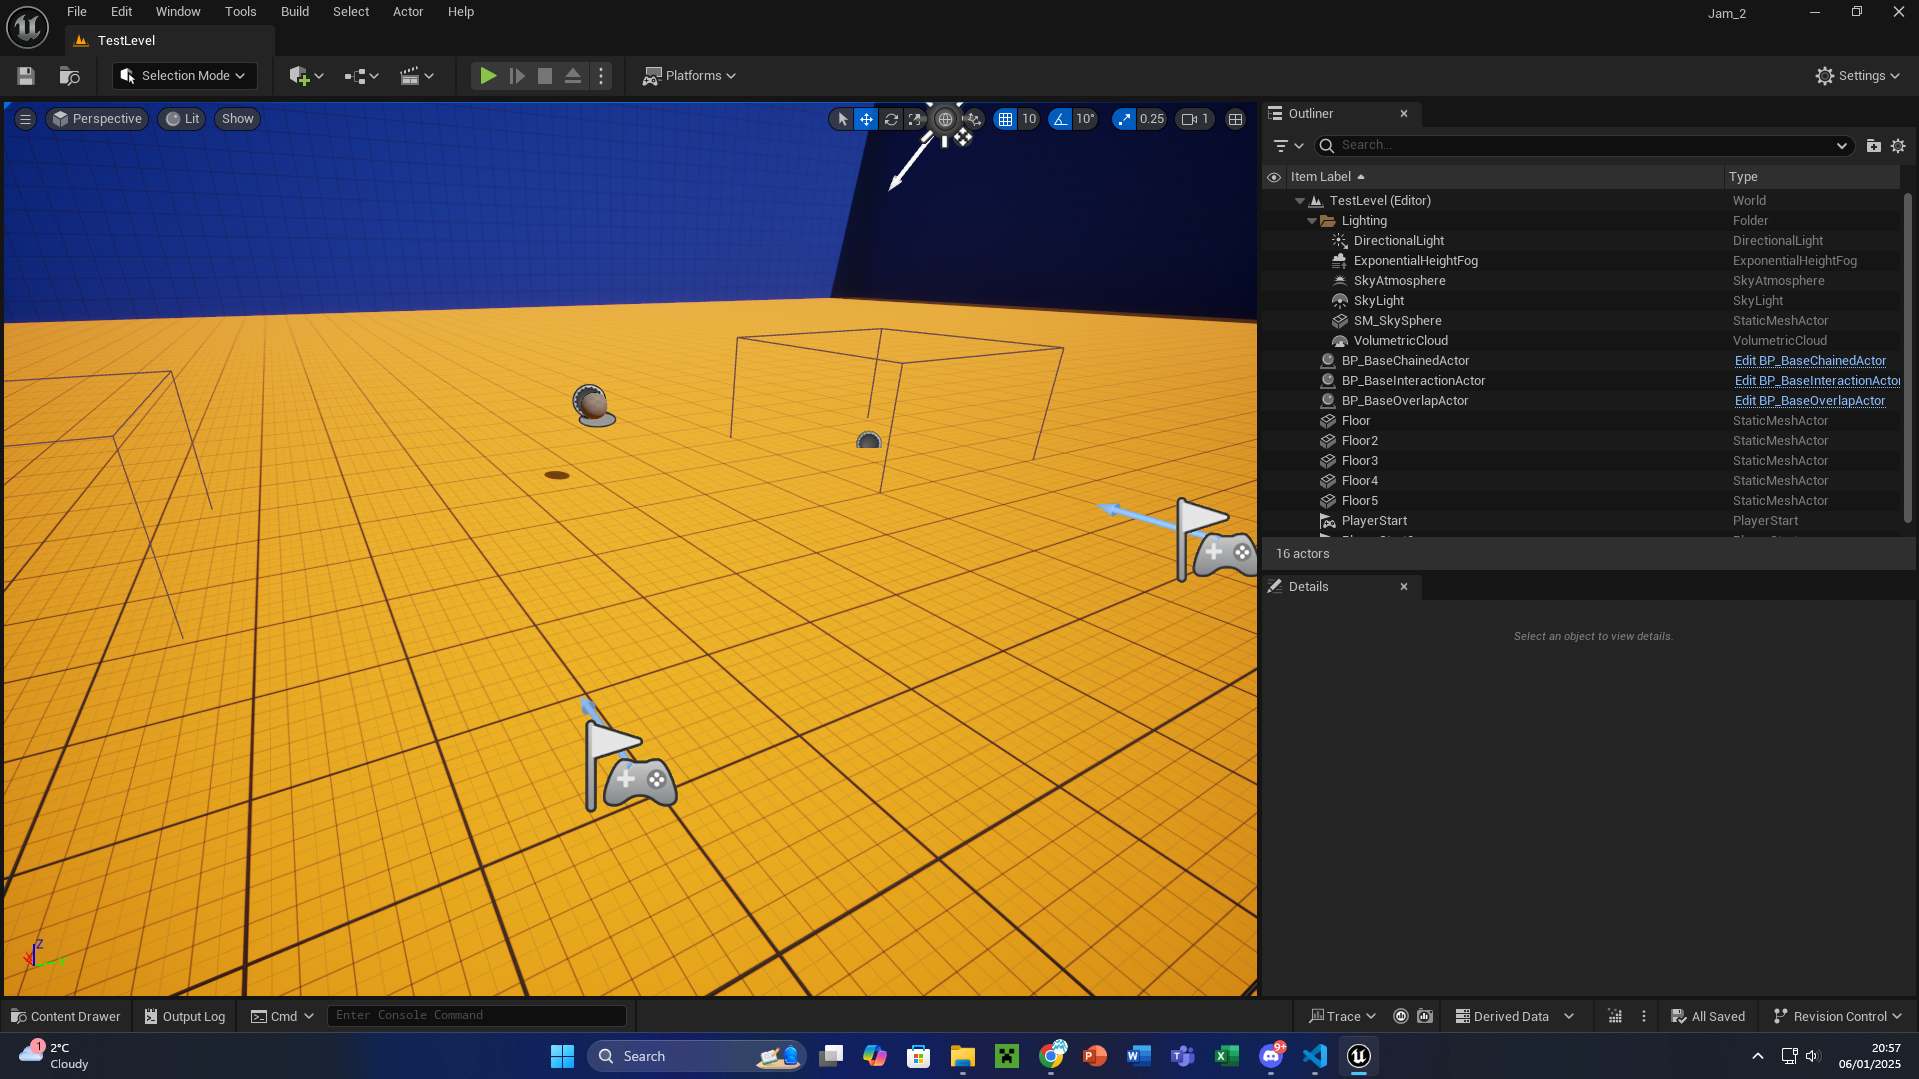 File Edit Window Tools Build Select Actor Help
Jam_2
TestLevel
Selection Mode
Platforms
Settings
Perspective Lit Show
10 10° 0.25 1
Outliner
Search...
Item Label Type
TestLevel (Editor) World
Lighting Folder
DirectionalLight DirectionalLight
ExponentialHeightFog ExponentialHeightFog
SkyAtmosphere SkyAtmosphere
SkyLight SkyLight
SM_SkySphere StaticMeshActor
VolumetricCloud VolumetricCloud
BP_BaseChainedActor Edit BP_BaseChainedActor
BP_BaseInteractionActor Edit BP_BaseInteractionActor
BP_BaseOverlapActor Edit BP_BaseOverlapActor
Floor StaticMeshActor
Floor2 StaticMeshActor
Floor3 StaticMeshActor
Floor4 StaticMeshActor
Floor5 StaticMeshActor
PlayerStart PlayerStart
16 actors
Details
Select an object to view details.
Z
Content Drawer Output Log Cmd Enter Console Command Trace Derived Data All Saved Revision Control
1
2°C
Cloudy
Search
9+
20:57
06/01/2025